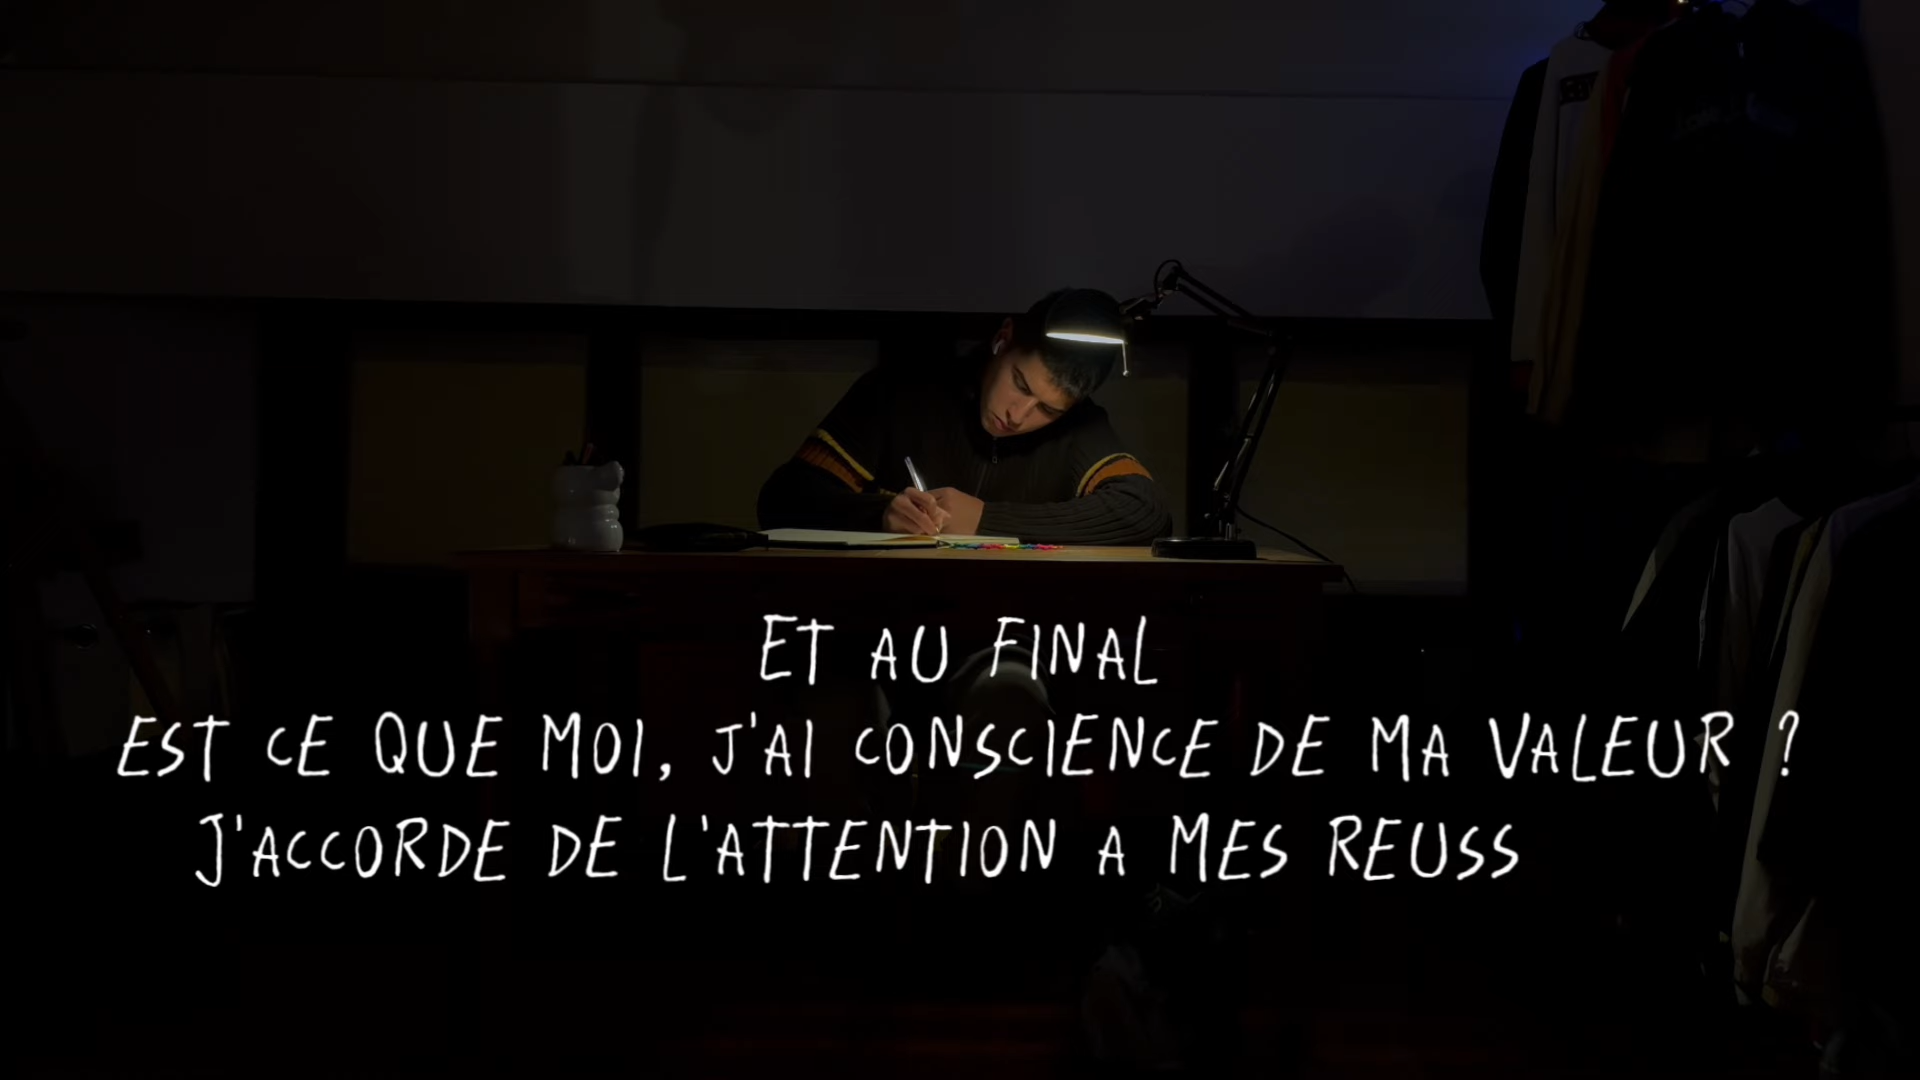 ET AU FINAL
EST CE QUE MOI, J'AI CONSCIENCE DE MA VALEUR ?
J'ACCORDE DE L'ATTENTION A MES REUSS